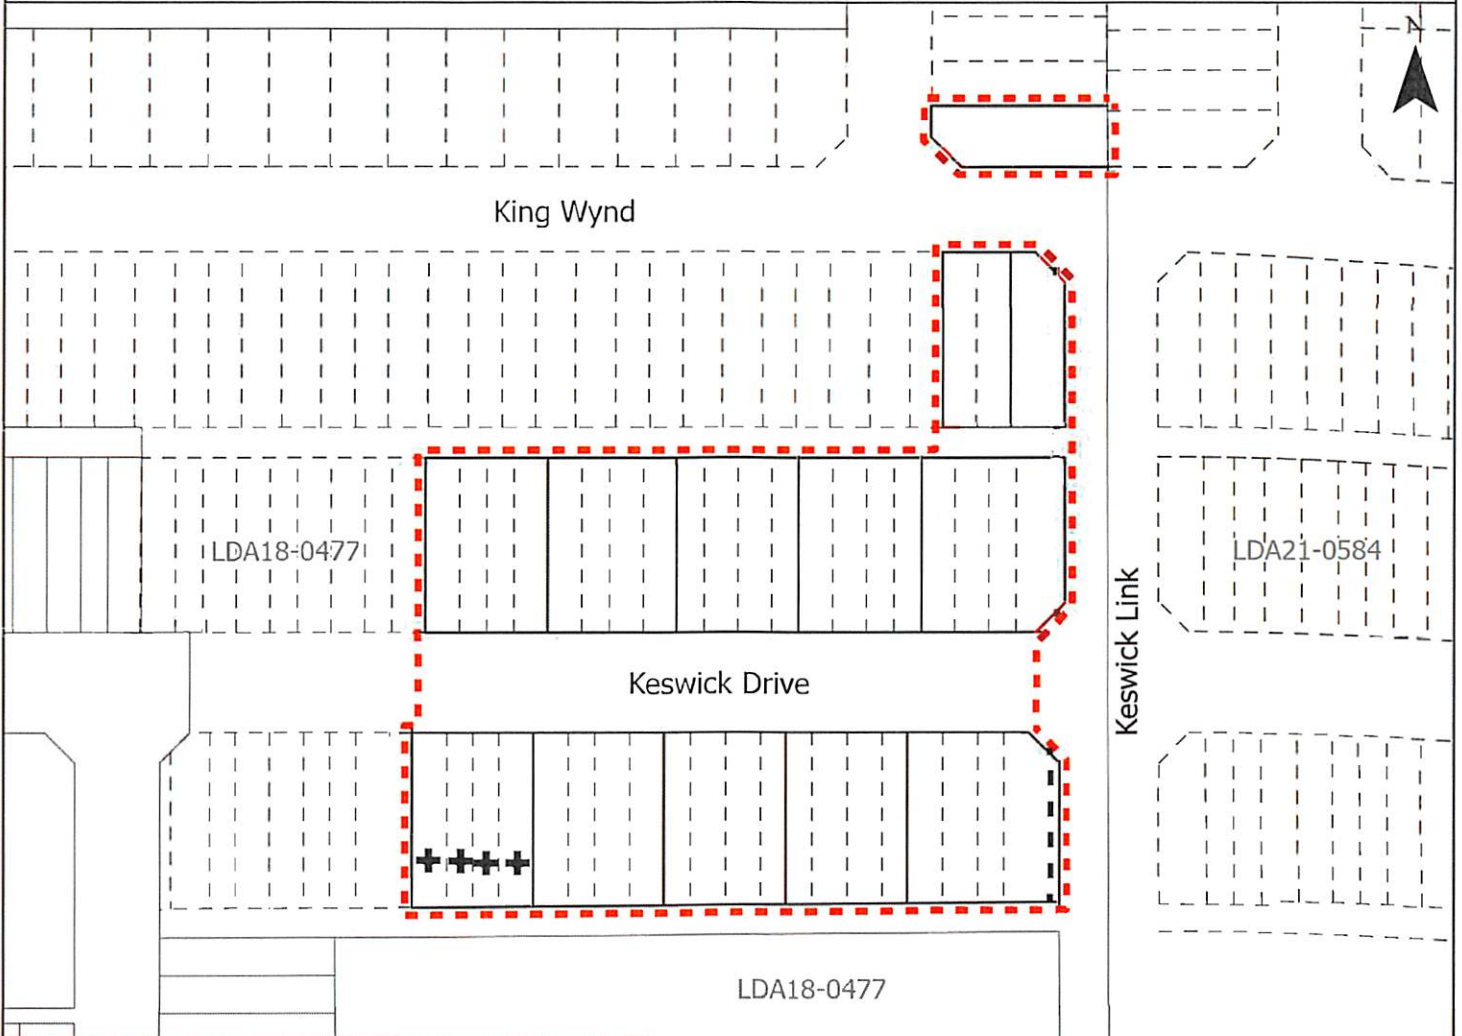 N
King Wynd
LDA18-0477
LDA21-0584
Keswick Link
Keswick Drive
LDA18-0477